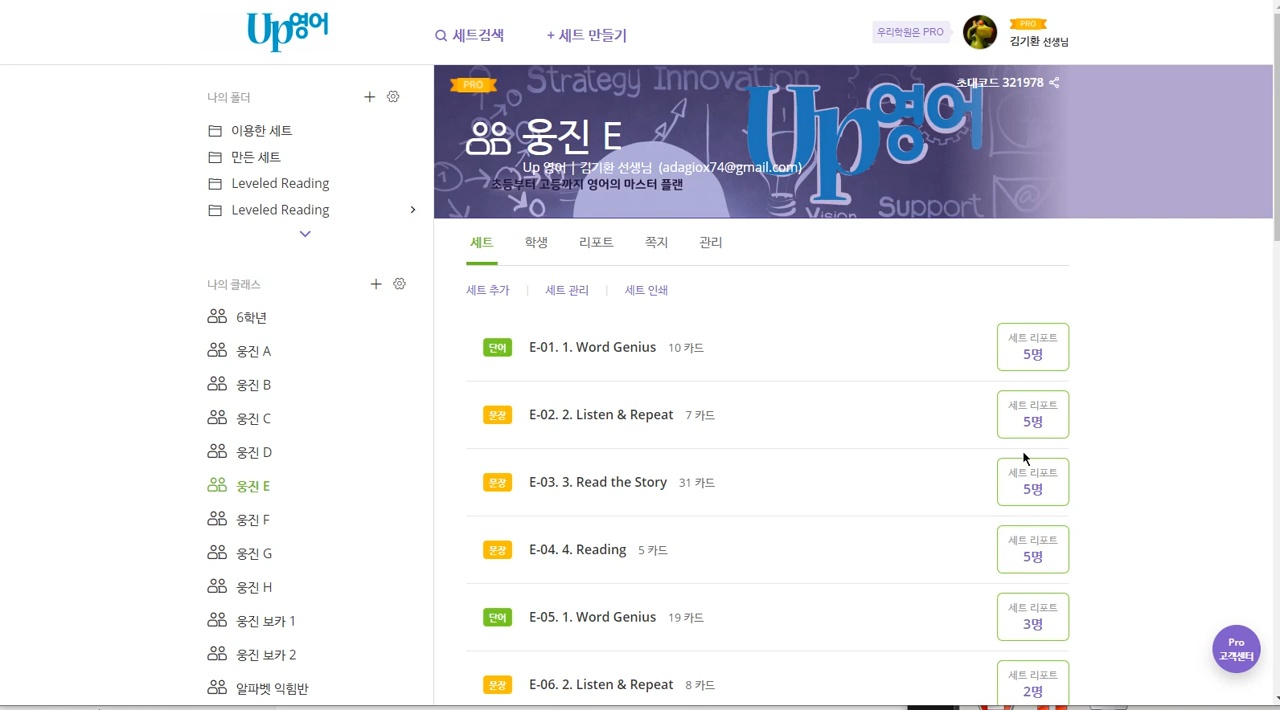 Up영어
세트검색
+ 세트 만들기
우리학원은 PRO
PRO
김기환 선생님
나의 폴더
이용한 세트
만든 세트
Leveled Reading
Leveled Reading
나의 클래스
6학년
웅진 A
웅진 B
웅진 C
웅진 D
웅진 E
웅진 F
웅진 G
웅진 H
웅진 보카 1
웅진 보카 2
알파벳 익힘반
PRO
Strategy Innovation
초대코드 321978
웅진 E
Up영어
Up 영어 | 김기환 선생님 (adagiox74@gmail.com)
초등부터 고등까지 영어의 마스터 플랜
Vision
Support
세트 학생 리포트 쪽지 관리
세트 추가 | 세트 관리 | 세트 인쇄
단어 E-01. 1. Word Genius 10 카드
세트 리포트
5명
문장 E-02. 2. Listen & Repeat 7 카드
세트 리포트
5명
문장 E-03. 3. Read the Story 31 카드
세트 리포트
5명
문장 E-04. 4. Reading 5 카드
세트 리포트
5명
단어 E-05. 1. Word Genius 19 카드
세트 리포트
3명
문장 E-06. 2. Listen & Repeat 8 카드
세트 리포트
2명
Pro
고객센터